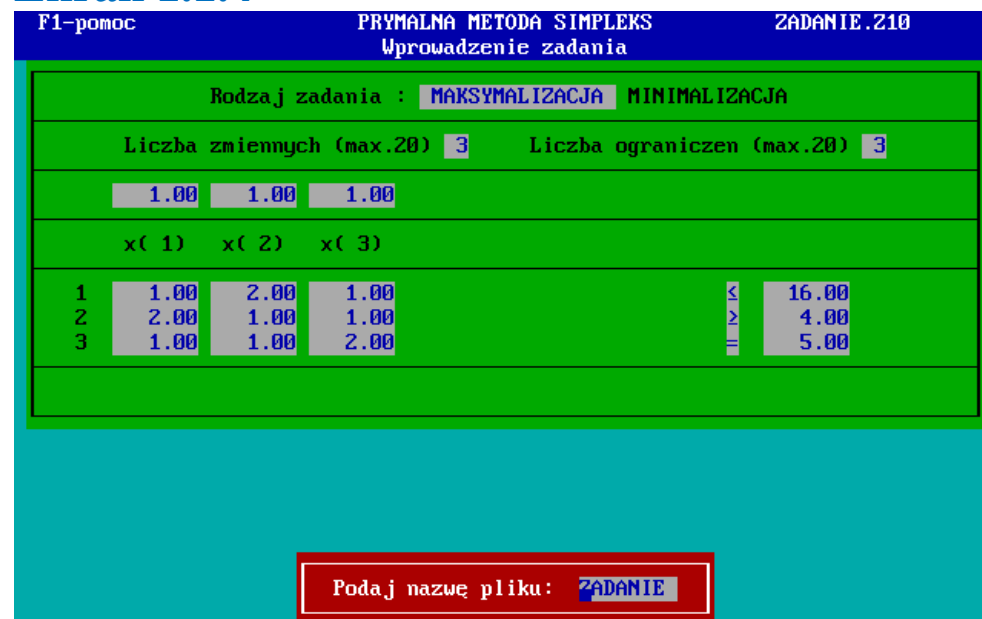 F1-pomoc PRYMALNA METODA SIMPLEKS ZADANIE.Z10
Wprowadzenie zadania
Rodzaj zadania : MAKSYMALIZACJA MINIMALIZACJA
Liczba zmiennych (max.20) 3 Liczba ograniczen (max.20) 3
1.00 1.00 1.00
x( 1) x( 2) x( 3)
1 1.00 2.00 1.00 ≤ 16.00
2 2.00 1.00 1.00 ≥ 4.00
3 1.00 1.00 2.00 = 5.00
Podaj nazwę pliku: ZADANIE